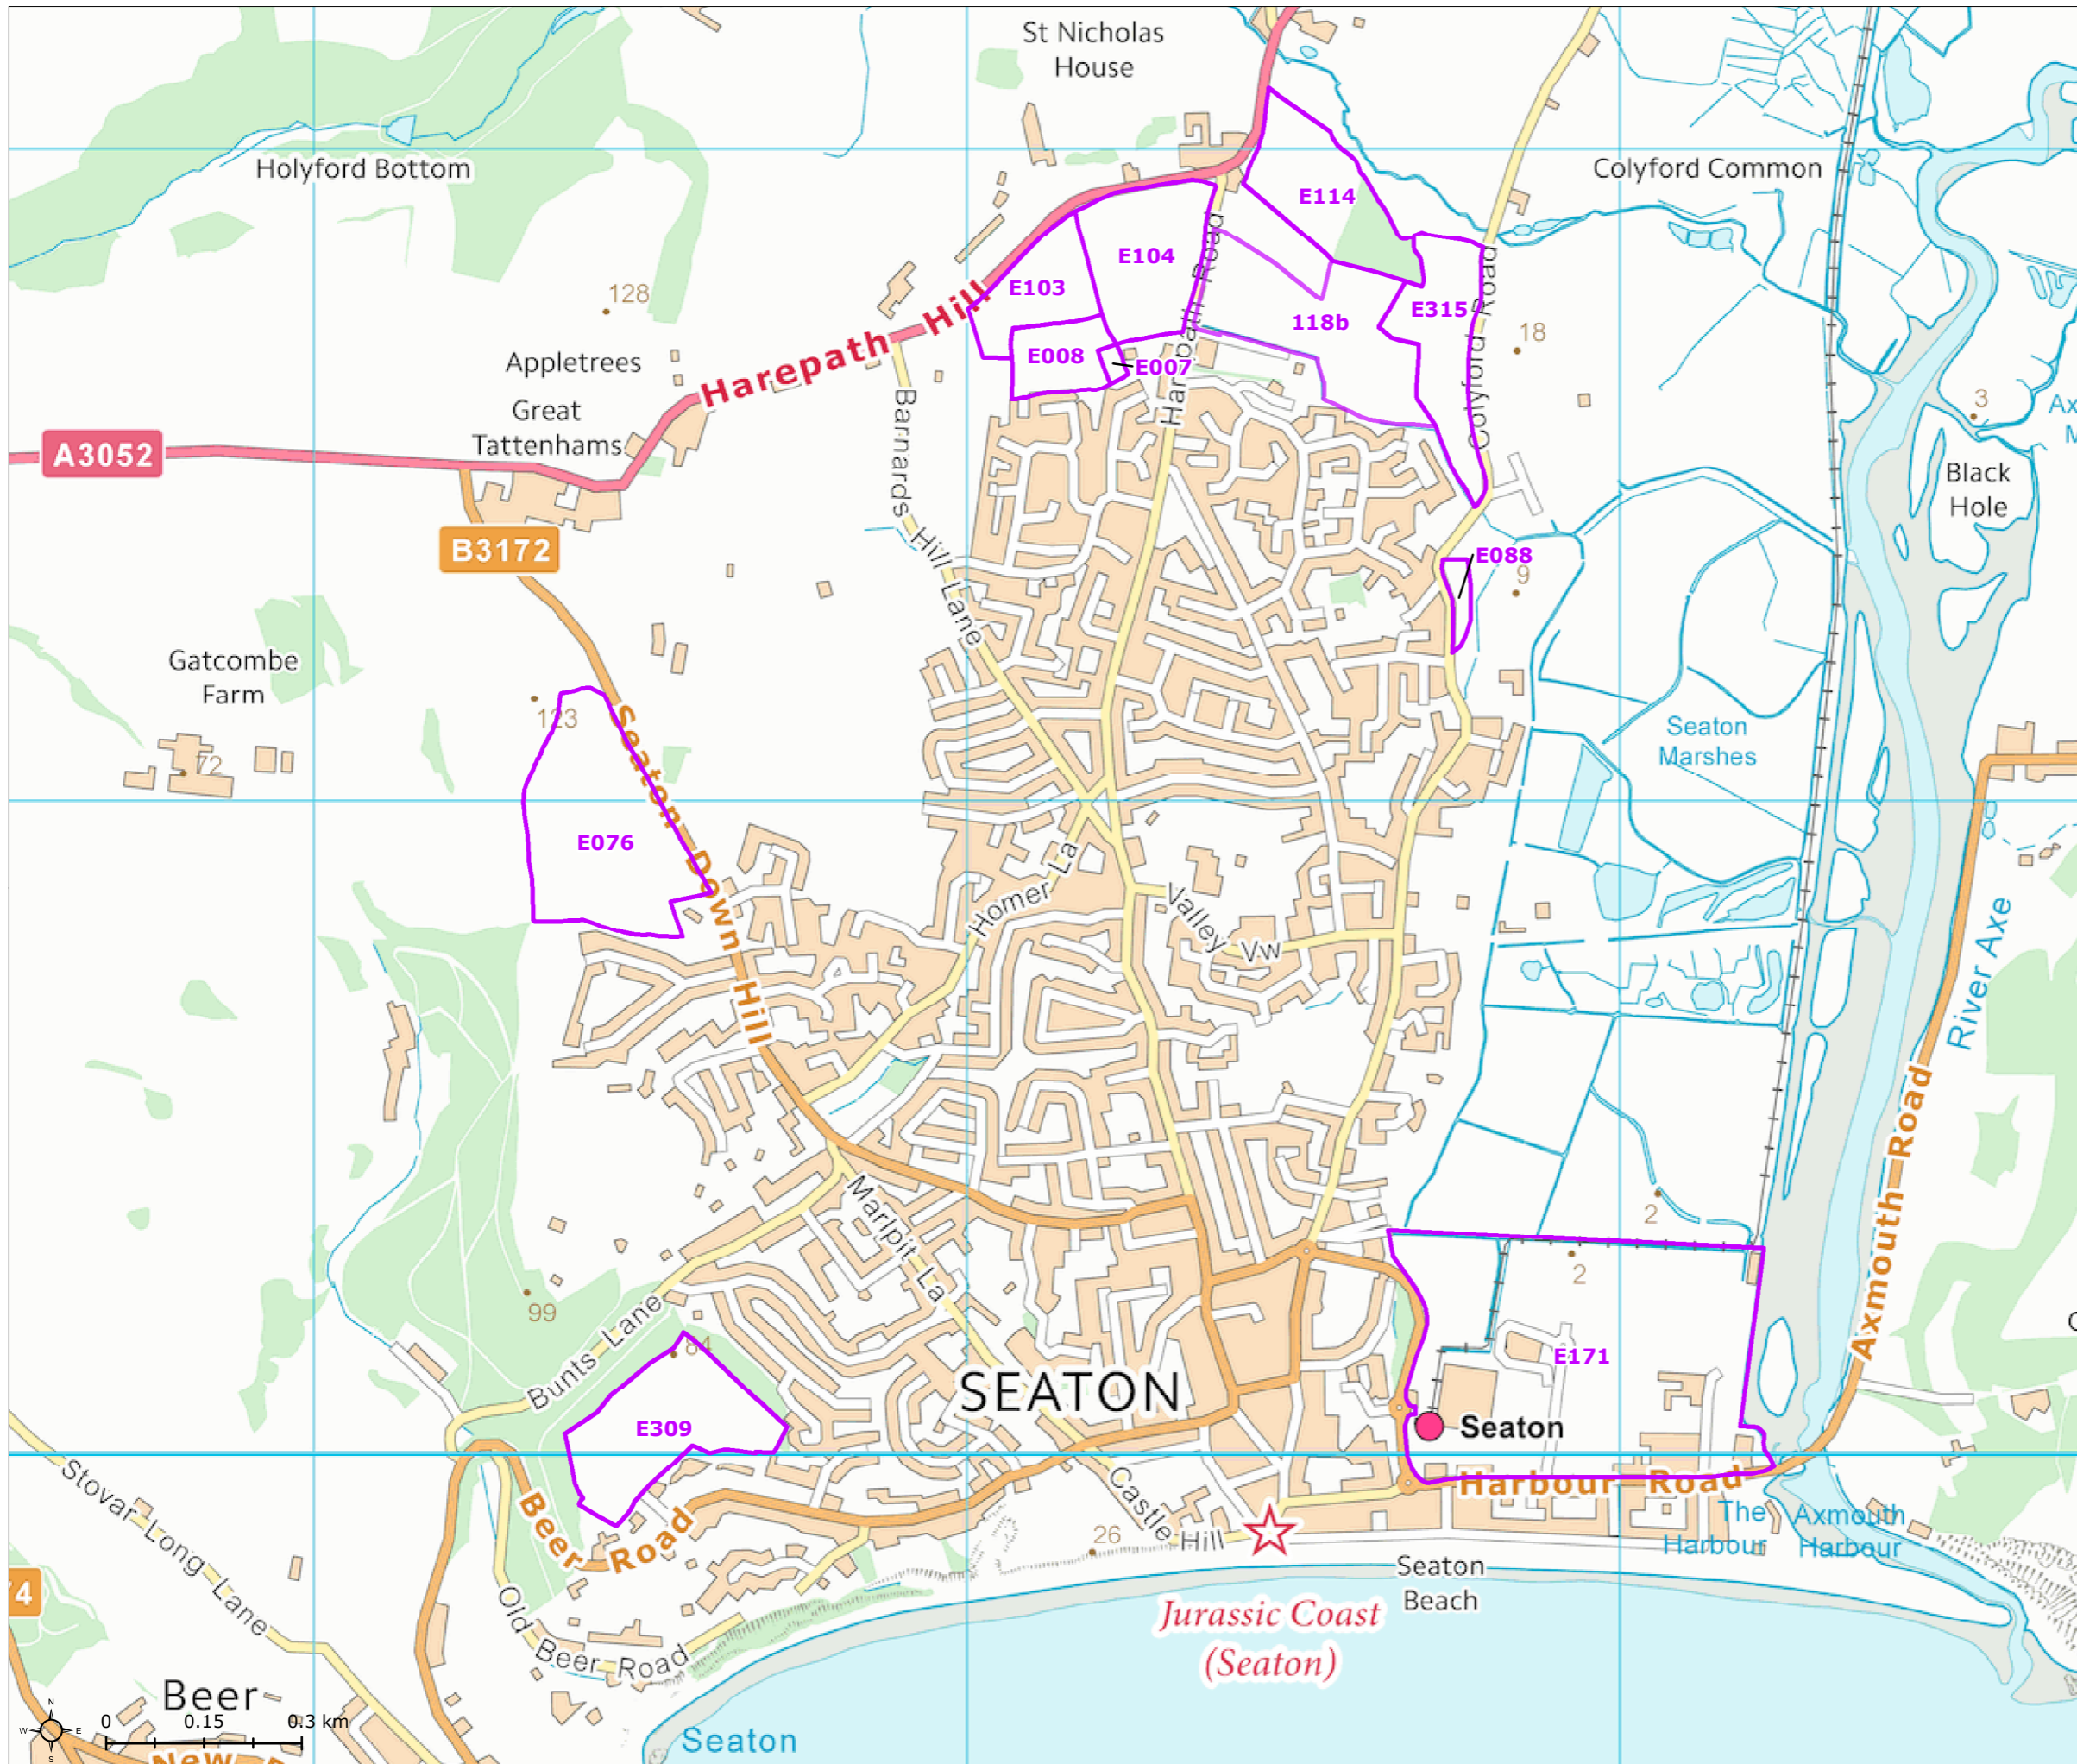 St Nicholas
House
Holyford Bottom
Colyford Common
E114
Harepath Road
E104
E103
128
118b
E315
Colyford Road
18
Harepath Hill
E008
E007
Appletrees
Great
Tattenhams
A3052
Barnards Hill Lane
3
Black
Hole
B3172
E088
9
Gatcombe
Farm
123
72
Seaton Down Hill
Seaton
Marshes
E076
Homer La
Valley Vw
River Axe
Axmouth Road
Marlpit La
2
2
99
Bunts Lane
84
E171
SEATON
E309
Seaton
Stovar Long Lane
Beer Road
Castle Hill
Harbour Road
26
The
Harbour
Axmouth
Harbour
Seaton
Beach
4
Old Beer Road
Jurassic Coast
(Seaton)
Beer
N
W
E
S
0 0.15 0.3 km
Seaton